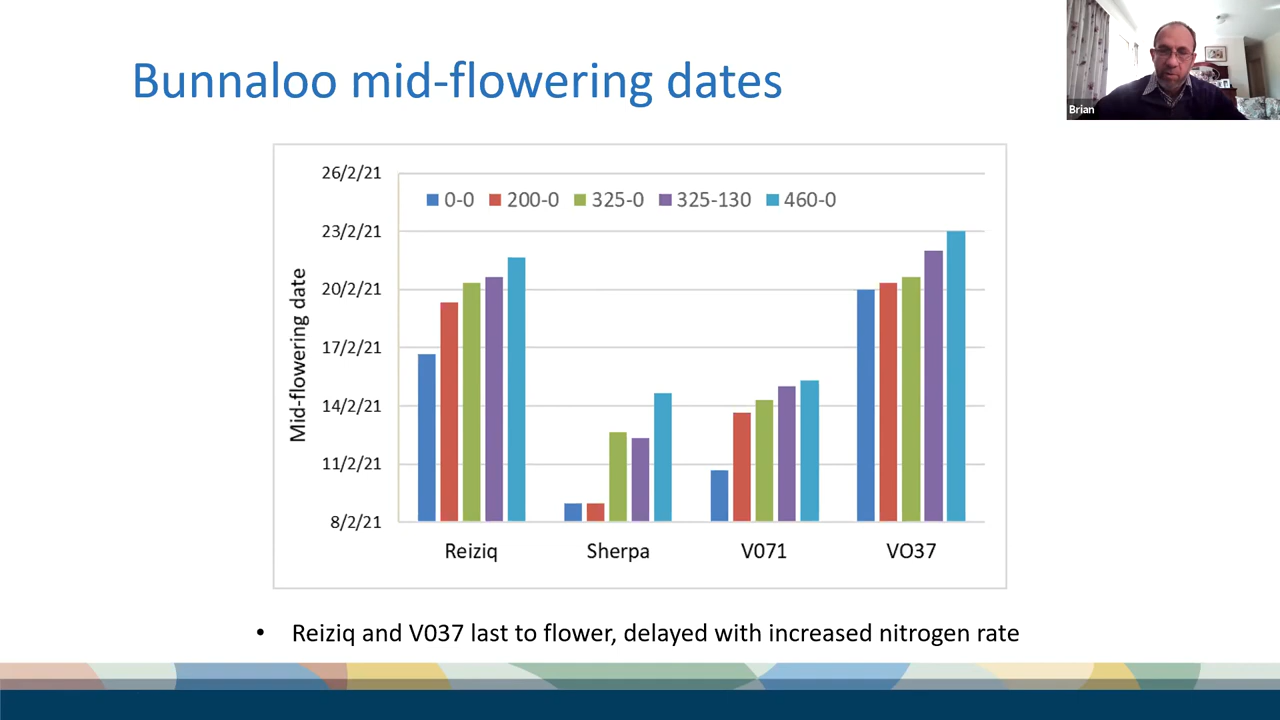 Bunnaloo mid-flowering dates
Brian
26/2/21
0-0 200-0 325-0 325-130 460-0
23/2/21
20/2/21
17/2/21
14/2/21
11/2/21
8/2/21
Mid-flowering date
Reiziq Sherpa V071 VO37
• Reiziq and V037 last to flower, delayed with increased nitrogen rate